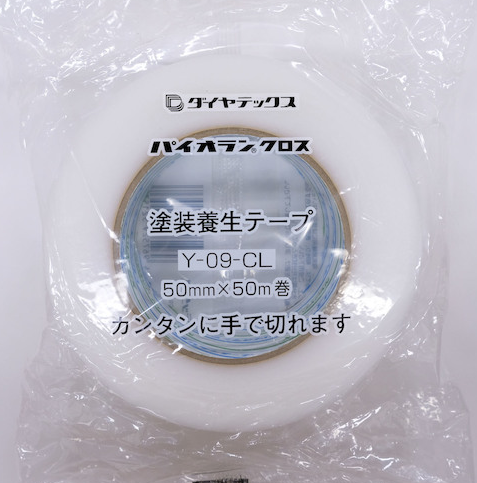 ダイヤテックス
パイオラン®クロス
塗装養生テープ
Y-09-CL
50mm×50m巻
カンタンに手で切れます